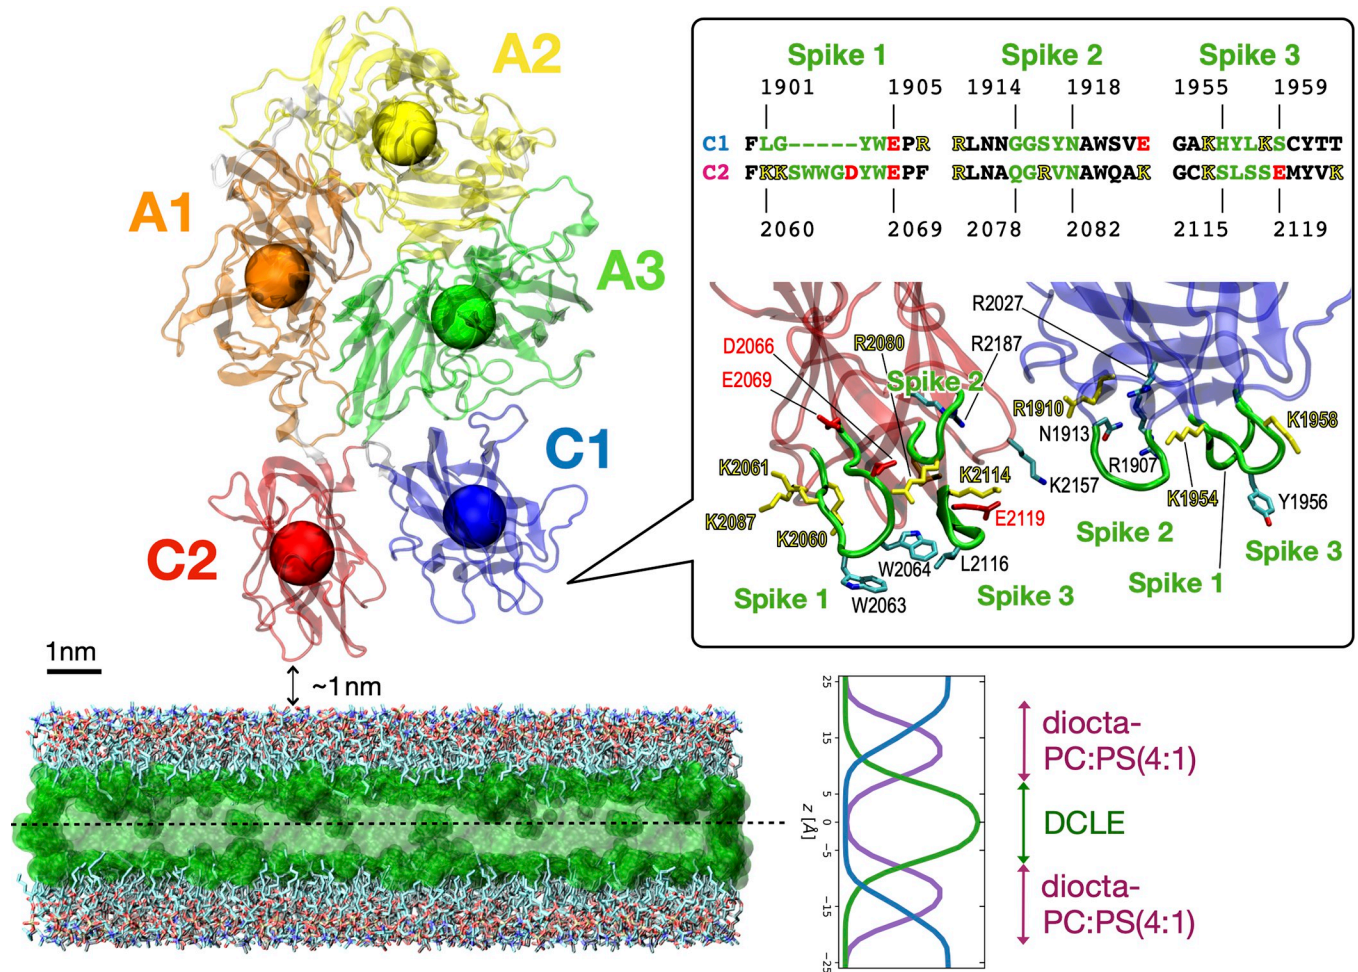 A2
A1
A3
C1
C2
1nm
~1nm
Spike 1 Spike 2 Spike 3
1901 1905 1914 1918 1955 1959
C1 FLG-----YWEPR RLNNGGSYNAWSVE GAKHYLKSCYTT
C2 FKKSWWGDYWEPF RLNAQGRVNAWQAK GCKSLSSEMYVK
2060 2069 2078 2082 2115 2119
R2027
D2066 R2080 R2187
E2069 Spike 2
R1910 K1958
N1913
K2061 K2114 R1907
K2157 K1954 Y1956
K2087 E2119
K2060 Spike 2
W2064 L2116 Spike 3
Spike 1 W2063 Spike 3 Spike 1
25
15
5
0
−5
−15
−25
z [Å]
diocta-
PC:PS(4:1)
DCLE
diocta-
PC:PS(4:1)